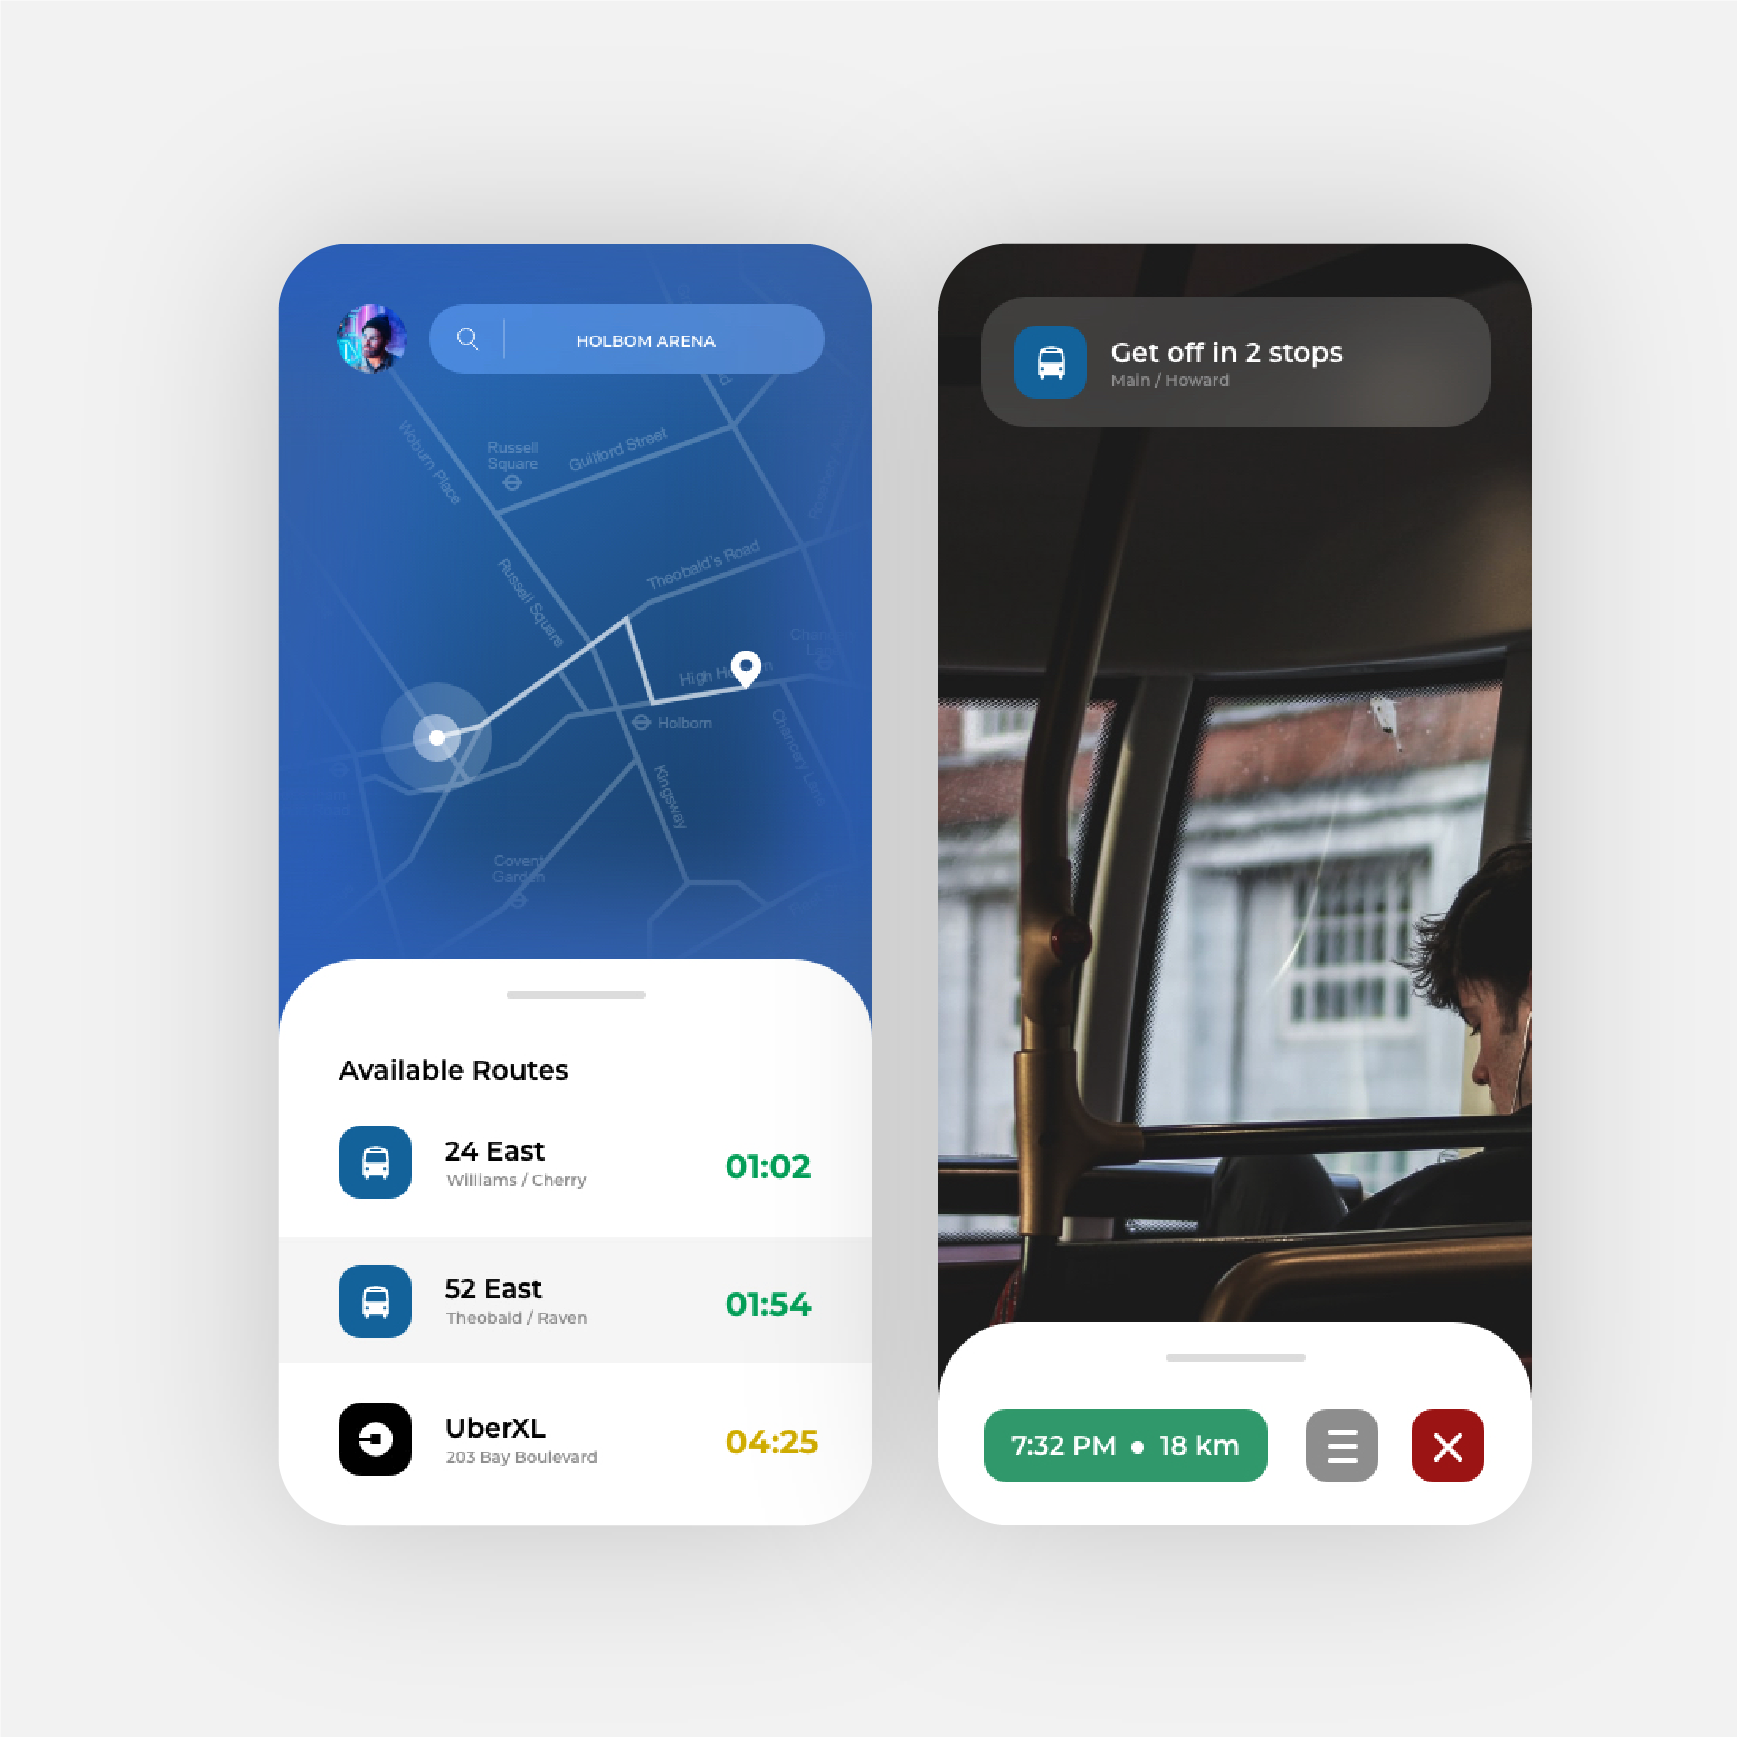 HOLBOM ARENA
Woburn Place
Russell
Square
Guilford Street
Russell Square
Theobald's Road
High
Holborn
Kingsway
Chancery Lane
Covent
Garden
Available Routes
24 East
Williams / Cherry
01:02
52 East
Theobald / Raven
01:54
UberXL
203 Bay Boulevard
04:25
Get off in 2 stops
Main / Howard
7:32 PM ● 18 km